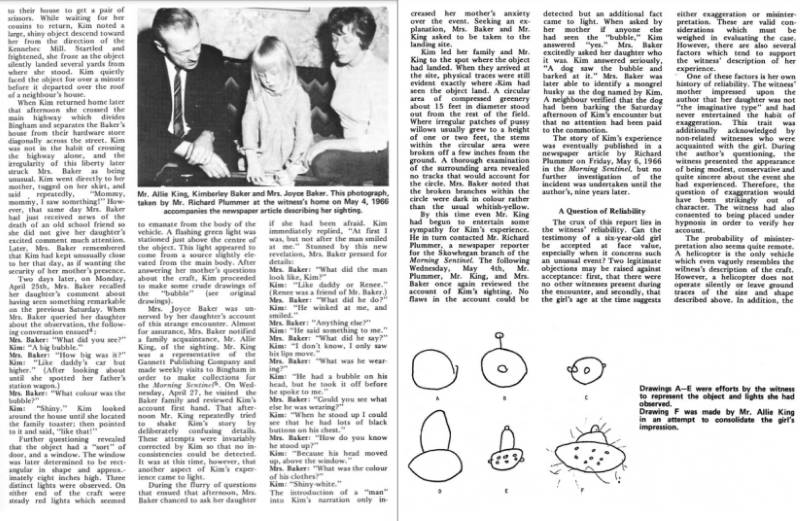 to their house to get a pair of
scissors. While waiting for her
cousins to return, Kim noted a
large, shiny object descend toward
her from the direction of the
Kennebec Mill. Startled and
frightened, she froze as the object
silently landed several yards from
where she stood. Kim quietly
faced the object for over a minute
before it departed over the roof
of a neighbour's house.
When Kim returned home later
that afternoon she crossed the
main highway which divides
Bingham and separates the Baker's
house from their hardware store
diagonally across the street. Kim
was not in the habit of crossing
the highway alone, and the
irregularity of this liberty later
struck Mrs. Baker as being
unusual. Kim went directly to her
mother, tugged on her skirt, and
said repeatedly, "Mommy,
mommy, I saw something!" How-
ever, that same day Mrs. Baker
had just received news of the
death of an old school friend so
she did not give her daughter's
excited comment much attention.
Later, Mrs. Baker remembered
that Kim had kept unusually close
to her that day, as if wanting the
security of her mother's presence.
Two days later, on Monday,
April 25th, Mrs. Baker recalled
her daughter's comment about
having seen something remarkable
on the previous Saturday. When
Mrs. Baker queried her daughter
about the observation, the follow-
ing conversation ensued⁴:
Mrs. Baker: "What did you see?"
Kim: "A big bubble."
Mrs. Baker: "How big was it?"
Kim: "Like daddy's car but
higher." (After looking about
until she spotted her father's
station wagon.)
Mrs. Baker: "What colour was the
bubble?"
Kim: "Shiny." Kim looked
around the house until she located
the family toaster; then pointed
to it and said, "like that!"
Further questioning revealed
that the object had a "sort" of
door, and a window. The window
was later determined to be rect-
angular in shape and approx-
imately eight inches high. Three
distinct lights were observed. On
either end of the craft were
steady red lights which seemed
Mr. Allie King, Kimberley Baker and Mrs. Joyce Baker. This photograph,
taken by Mr. Richard Plummer at the witness's home on May 4, 1966
accompanies the newspaper article describing her sighting.
to emanate from the body of the
vehicle. A flashing green light was
stationed just above the centre of
the object. This light appeared to
come from a source slightly ele-
vated from the main body. After
answering her mother's questions
about the craft, Kim proceeded
to make some crude drawings of
the "bubble" (see original
drawings).
Mrs. Joyce Baker was un-
nerved by her daughter's account
of this strange encounter. Almost
for assurance, Mrs. Baker notified
a family acquaintance, Mr. Allie
King, of the sighting. Mr. King
was a representative of the
Gannett Publishing Company and
made weekly visits to Bingham in
order to make collections for
the Morning Sentinel⁵. On Wed-
nesday, April 27, he visited the
Baker family and reviewed Kim's
account first hand. That after-
noon Mr. King repeatedly tried
to shake Kim's story by
deliberately confusing details.
These attempts were invariably
corrected by Kim so that no in-
consistencies could be detected.
It was at this time, however, that
another aspect of Kim's exper-
ience came to light.
During the flurry of questions
that ensued that afternoon, Mrs.
Baker chanced to ask her daughter
if she had been afraid. Kim
immediately replied, "At first I
was, but not after the man smiled
at me." Stunned by this new
revelation, Mrs. Baker pressed for
details:
Mrs. Baker: "What did the man
look like, Kim?"
Kim: "Like daddy or Renee."
(Renee was a friend of Mr. Baker.)
Mrs. Baker: "What did he do?"
Kim: "He winked at me, and
smiled."
Mrs. Baker: "Anything else?"
Kim: "He said something to me."
Mrs. Baker: "What did he say?"
Kim: "I don't know, I only saw
his lips move."
Mrs. Baker: "What was he wear-
ing?"
Kim: "He had a bubble on his
head, but he took it off before
he spoke to me."
Mrs. Baker: "Could you see what
else he was wearing?"
Kim: "When he stood up I could
see that he had lots of black
buttons on his chest."
Mrs. Baker: "How do you know
he stood up?"
Kim: "Because his head moved
up, above the window."
Mrs. Baker: "What was the colour
of his clothes?"
Kim: "Shiny-white."
The introduction of a "man"
into Kim's narration only in-
creased her mother's anxiety
over the event. Seeking an ex-
planation, Mrs. Baker and Mr.
King asked to be taken to the
landing site.
Kim led her family and Mr.
King to the spot where the object
had landed. When they arrived at
the site, physical traces were still
evident exactly where Kim had
seen the object land. A circular
area of compressed greenery
about 15 feet in diameter stood
out from the rest of the field.
Where irregular patches of pussy
willows usually grew to a height
of one of two feet, the stems
within the circular area were
broken off a few inches from the
ground. A thorough examination
of the surrounding area revealed
no tracks that would account for
the circle. Mrs. Baker noted that
the broken branches within the
circle were dark in colour rather
than the usual whitish-yellow.
By this time even Mr. King
had begun to entertain some
sympathy for Kim's experience.
He in turn contacted Mr. Richard
Plummer, a newspaper reporter
for the Skowhegan branch of the
Morning Sentinel. The following
Wednesday, May 4th, Mr.
Plummer, Mr. King, and Mrs.
Baker once again reviewed the
account of Kim's sighting. No
flaws in the account could be
detected but an additional fact
came to light. When asked by
her mother if anyone else
had seen the "bubble," Kim
answered "yes." Mrs. Baker
excitedly asked her daughter who
it was. Kim answered seriously,
"A dog saw the bubble and
barked at it." Mrs. Baker was
later able to identify a mongrel
husky as the dog named by Kim.
A neighbour verified that the dog
had been barking the Saturday
afternoon of Kim's encounter but
that no attention had been paid
to the commotion.
The story of Kim's experience
was eventually published in a
newspaper article by Richard
Plummer on Friday, May 6, 1966
in the Morning Sentinel, but no
further investigation of the
incident was undertaken until the
author's, nine years later.
A Question of Reliability
The crux of this report lies in
the witness' reliability. Can the
testimony of a six-year-old girl
be accepted at face value,
especially when it concerns such
an unusual event? Two legitimate
objections may be raised against
acceptance: first, that there were
no other witnesses present during
the encounter, and secondly, that
the girl's age at the time suggests
either exaggeration or misinter-
pretation. These are valid con-
siderations which must be
weighed in evaluating the case.
However, there are also several
factors which tend to support
the witness' description of her
experience.
One of these factors is her own
history of reliability. The witness'
mother impressed upon the
author that her daughter was not
"the imaginative type" and had
never entertained the habit of
exaggeration. This trait was
additionally acknowledged by
non-related witnesses who were
acquainted with the girl. During
the author's questioning, the
witness presented the appearance
of being modest, conservative and
quite sincere about the event she
had experienced. Therefore, the
question of exaggeration would
have been strikingly out of
character. The witness had also
consented to being placed under
hypnosis in order to verify her
account.
The probability of misinter-
pretation also seems quite remote.
A helicopter is the only vehicle
which vaguely resembles the
witness's description of the craft.
However, a helicopter does not
operate silently or leave ground
traces of the size and shape
described above. In addition, the
A
B
C
D
E
F
Drawings A—E were efforts by the witness
to represent the object and lights she had
observed.
Drawing F was made by Mr. Allie King
in an attempt to consolidate the girl's
impression.